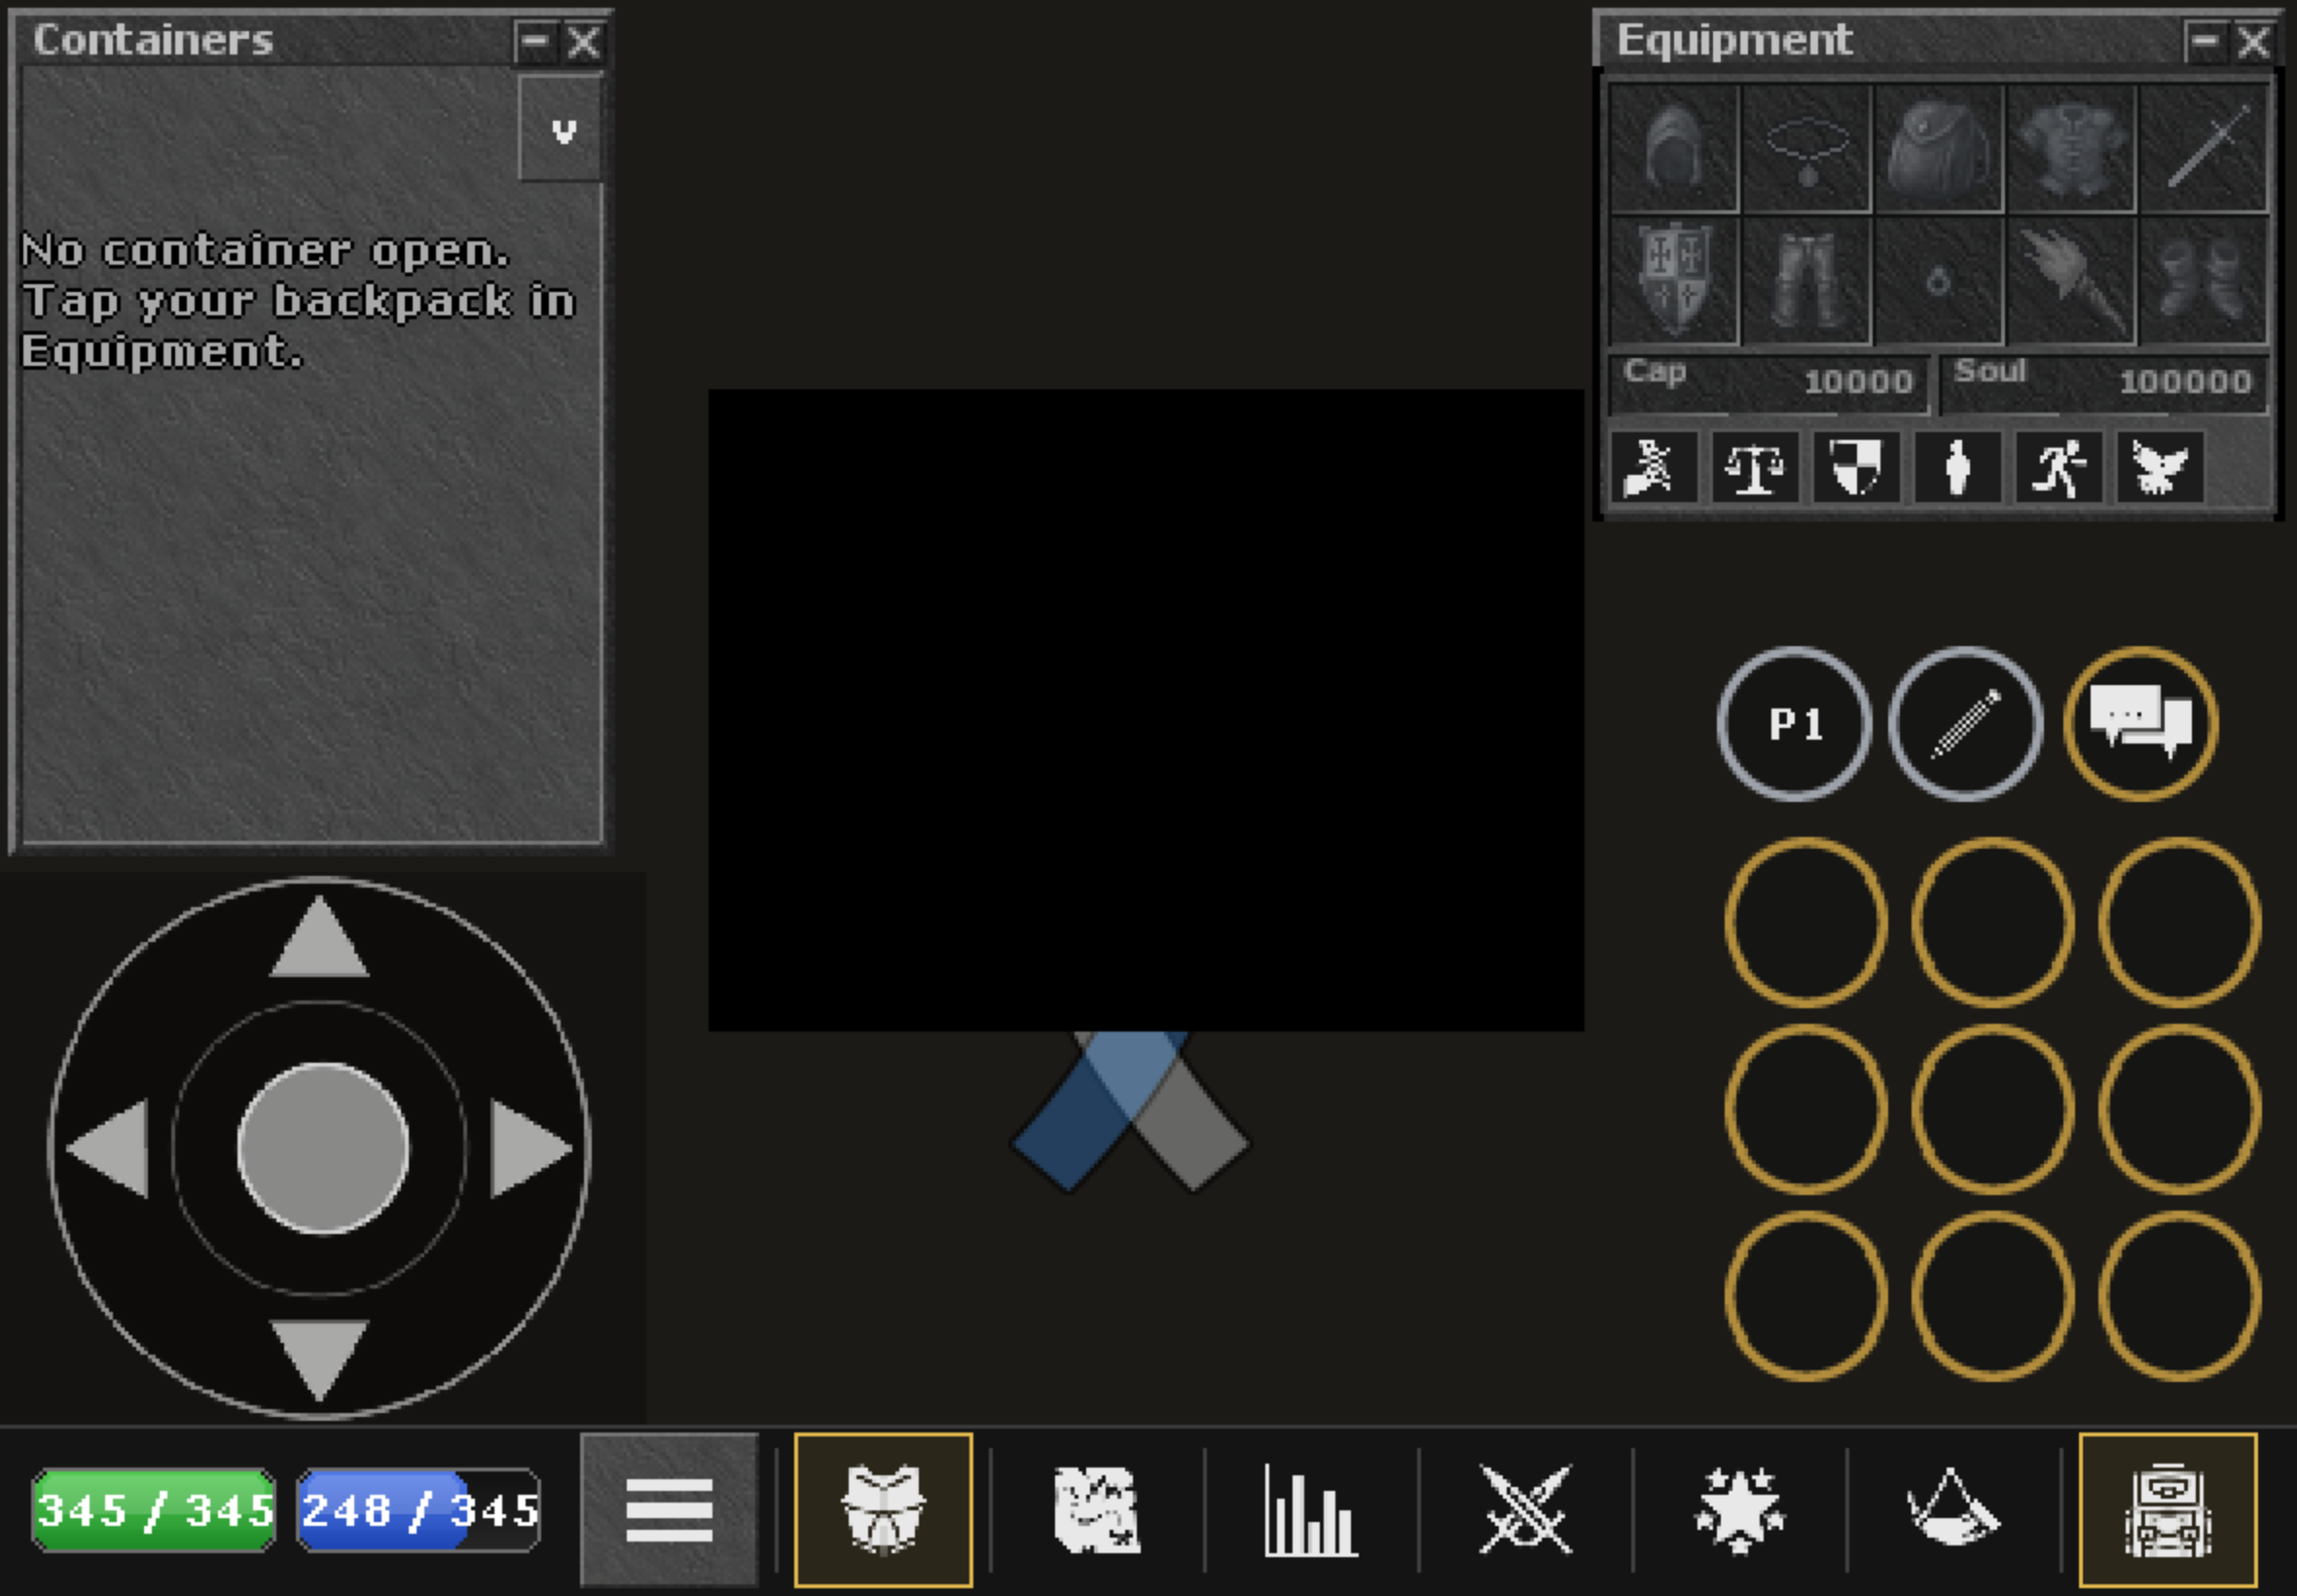 Containers
v
No container open.
Tap your backpack in
Equipment.
Equipment
Cap 10000 Soul 100000
P1
345 / 345 248 / 345